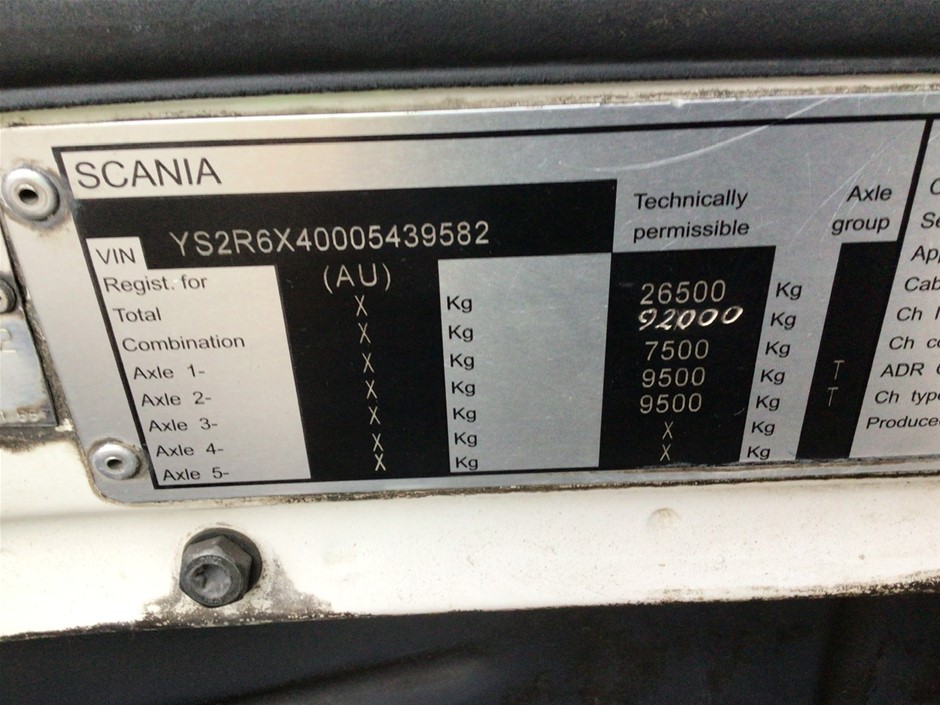 SCANIA
Technically permissible
Axle group
VIN YS2R6X40005439582
Regist. for (AU)
Total X Kg 26500 Kg
Combination X Kg 92000 Kg
Axle 1- X Kg 7500 Kg
Axle 2- X Kg 9500 Kg T
Axle 3- X Kg 9500 Kg T
Axle 4- X Kg X Kg
Axle 5- X Kg X Kg
Ch
Ch
ADR
Ch type